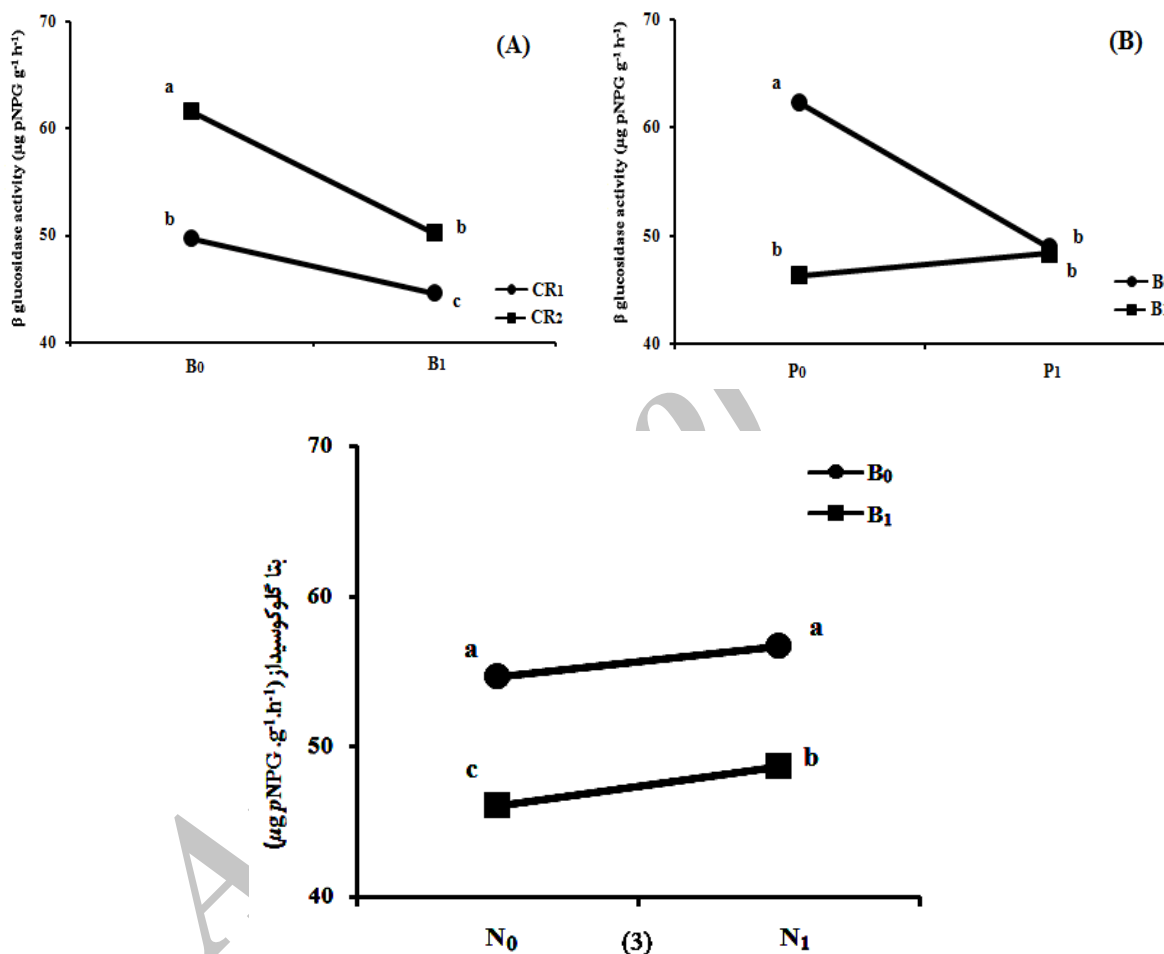 (A)
β glucosidase activity (µg pNPG g⁻¹ h⁻¹)
70
60
50
40
a
b
b
c
CR1
CR2
B0
B1
(B)
β glucosidase activity (µg pNPG g⁻¹ h⁻¹)
70
60
50
40
a
b
b
b
B
B1
P0
P1
بتا گلوکوسیداز
(µg pNPG .g⁻¹.h⁻¹)
70
60
50
40
B₀
B₁
a
a
c
b
N₀
(3)
N₁